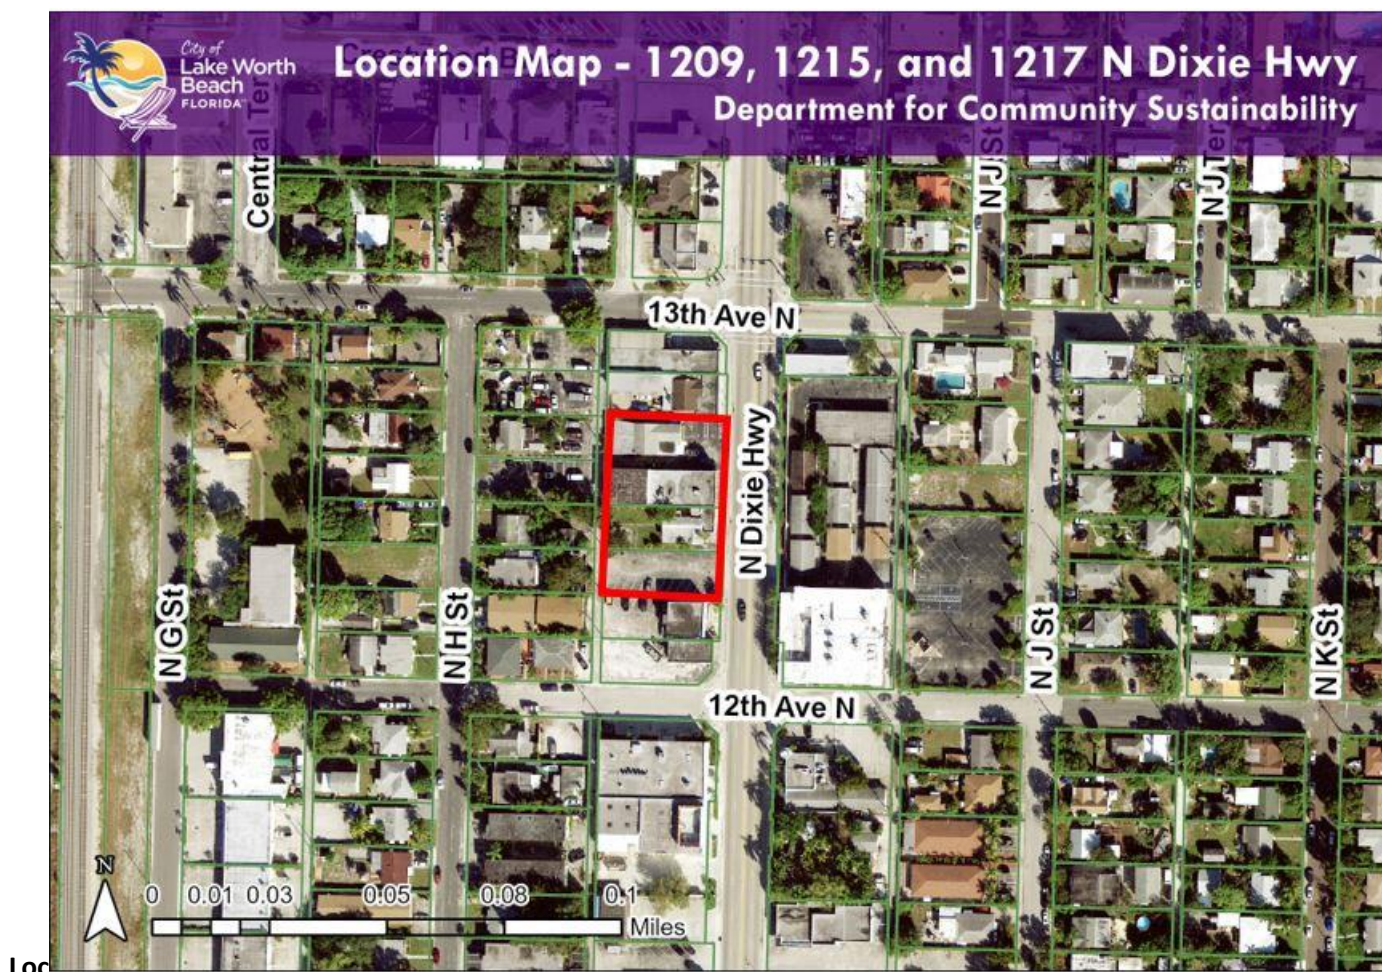 City of
Lake Worth
Beach
FLORIDA
Location Map - 1209, 1215, and 1217 N Dixie Hwy
Department for Community Sustainability
Central Ter
N J St
N J Ter
13th Ave N
N Dixie Hwy
N G St
N H St
N J St
N K St
12th Ave N
N
0 0.01 0.03 0.05 0.08 0.1
Miles
Loc